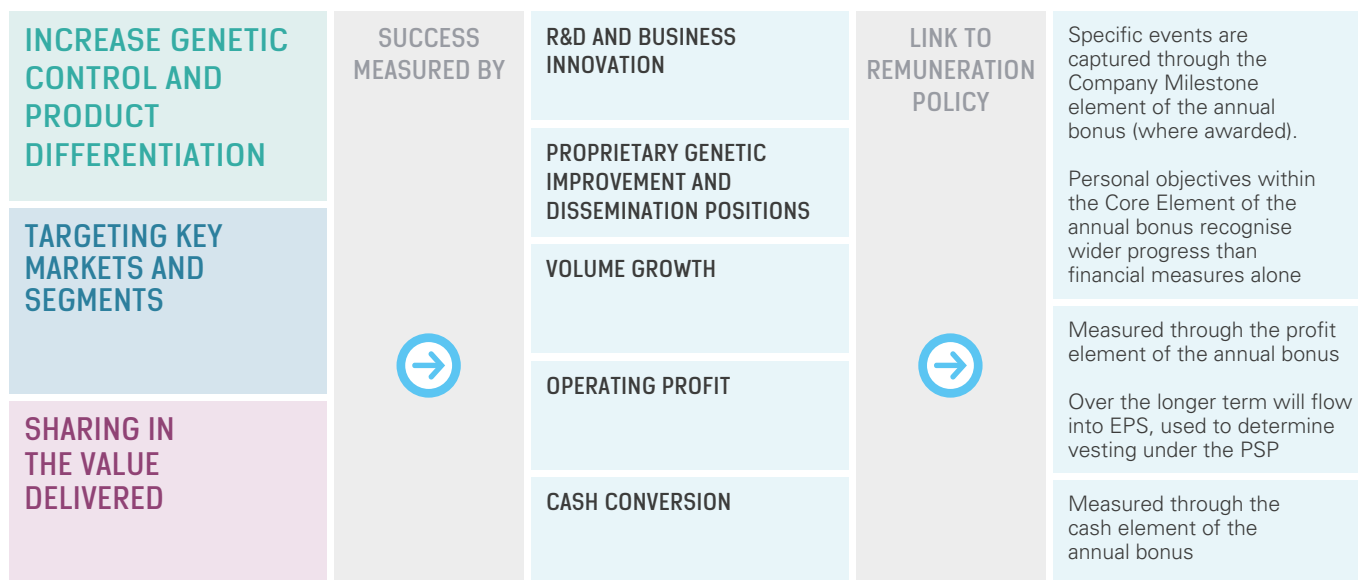 INCREASE GENETIC
CONTROL AND
PRODUCT
DIFFERENTIATION
TARGETING KEY
MARKETS AND
SEGMENTS
SHARING IN
THE VALUE
DELIVERED
SUCCESS
MEASURED BY
R&D AND BUSINESS
INNOVATION
PROPRIETARY GENETIC
IMPROVEMENT AND
DISSEMINATION POSITIONS
VOLUME GROWTH
OPERATING PROFIT
CASH CONVERSION
LINK TO
REMUNERATION
POLICY
Specific events are
captured through the
Company Milestone
element of the annual
bonus (where awarded).
Personal objectives within
the Core Element of the
annual bonus recognise
wider progress than
financial measures alone
Measured through the profit
element of the annual bonus
Over the longer term will flow
into EPS, used to determine
vesting under the PSP
Measured through the
cash element of the
annual bonus